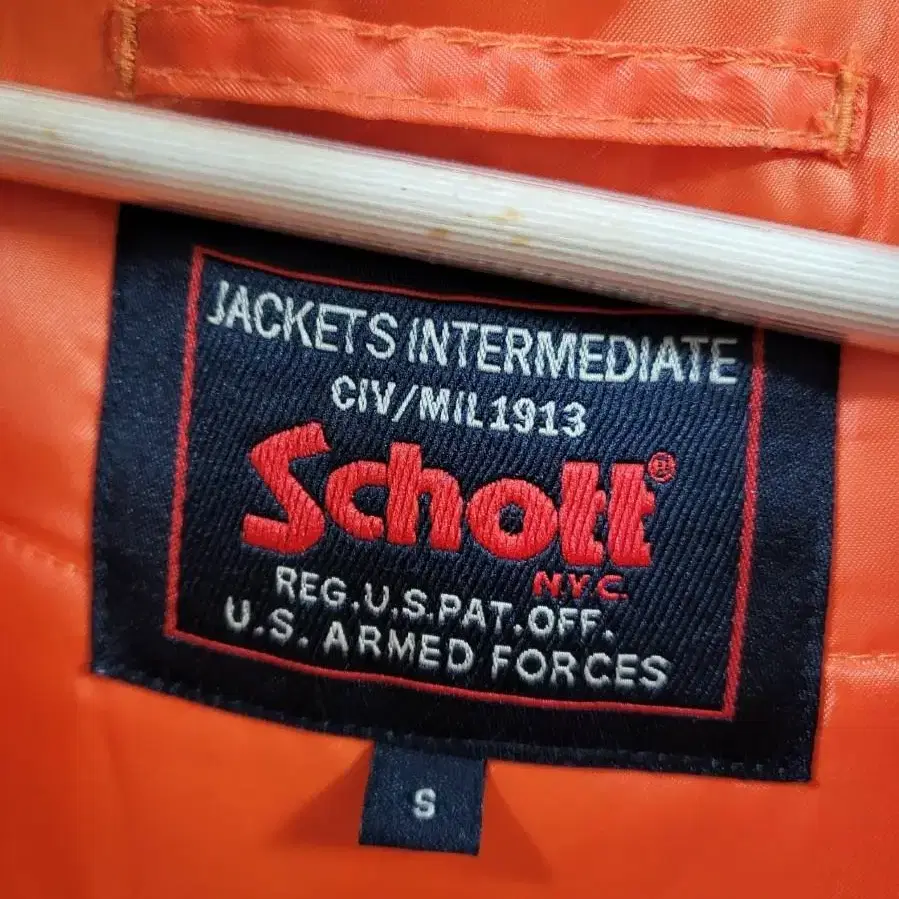 JACKETS INTERMEDIATE
CIV/MIL1913
Schott®
N.Y.C.
REG.U.S.PAT.OFF.
U.S. ARMED FORCES
S